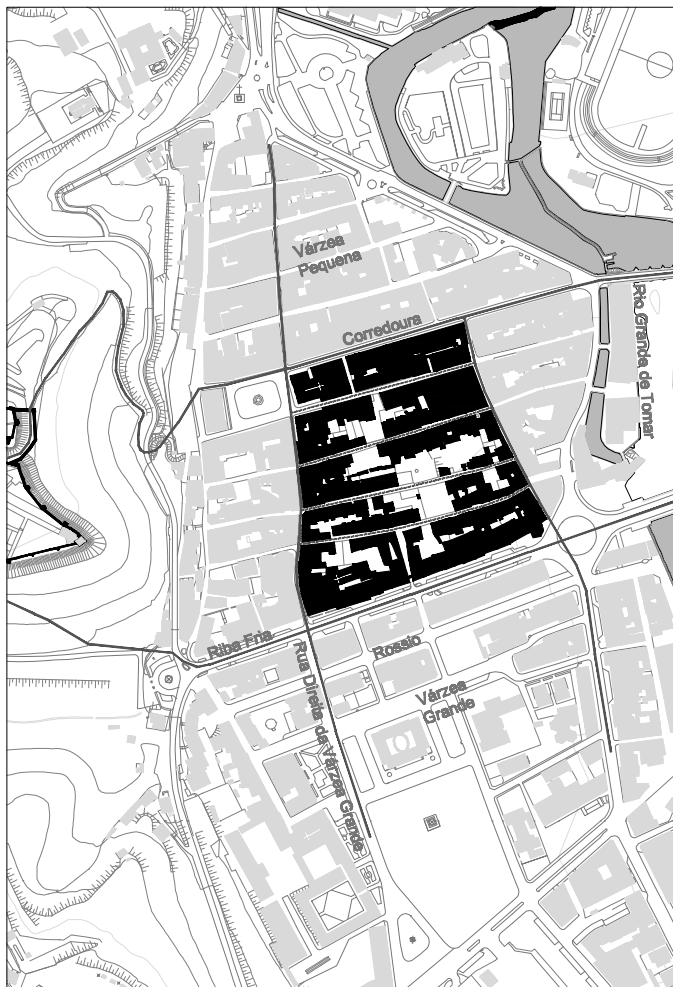 Várzea
Pequena
Corredoura
Rio Grande de Tomar
Riba Fria
Rossio
Várzea
Grande
Rua Direita da Várzea Grande